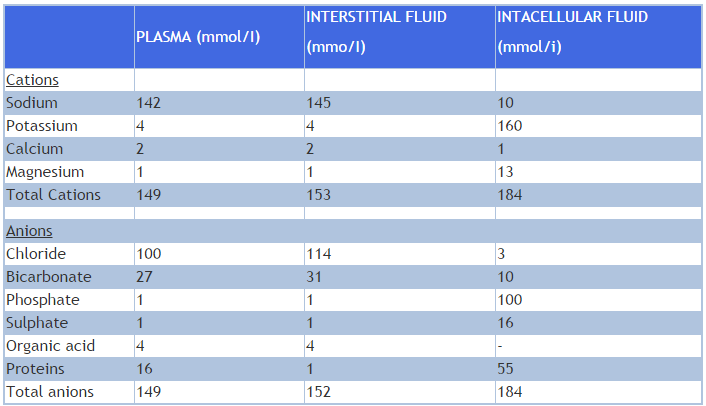 PLASMA (mmol/l) INTERSTITIAL FLUID (mmo/l) INTACELLULAR FLUID (mmol/i)
Cations
Sodium 142 145 10
Potassium 4 4 160
Calcium 2 2 1
Magnesium 1 1 13
Total Cations 149 153 184
Anions
Chloride 100 114 3
Bicarbonate 27 31 10
Phosphate 1 1 100
Sulphate 1 1 16
Organic acid 4 4 -
Proteins 16 1 55
Total anions 149 152 184